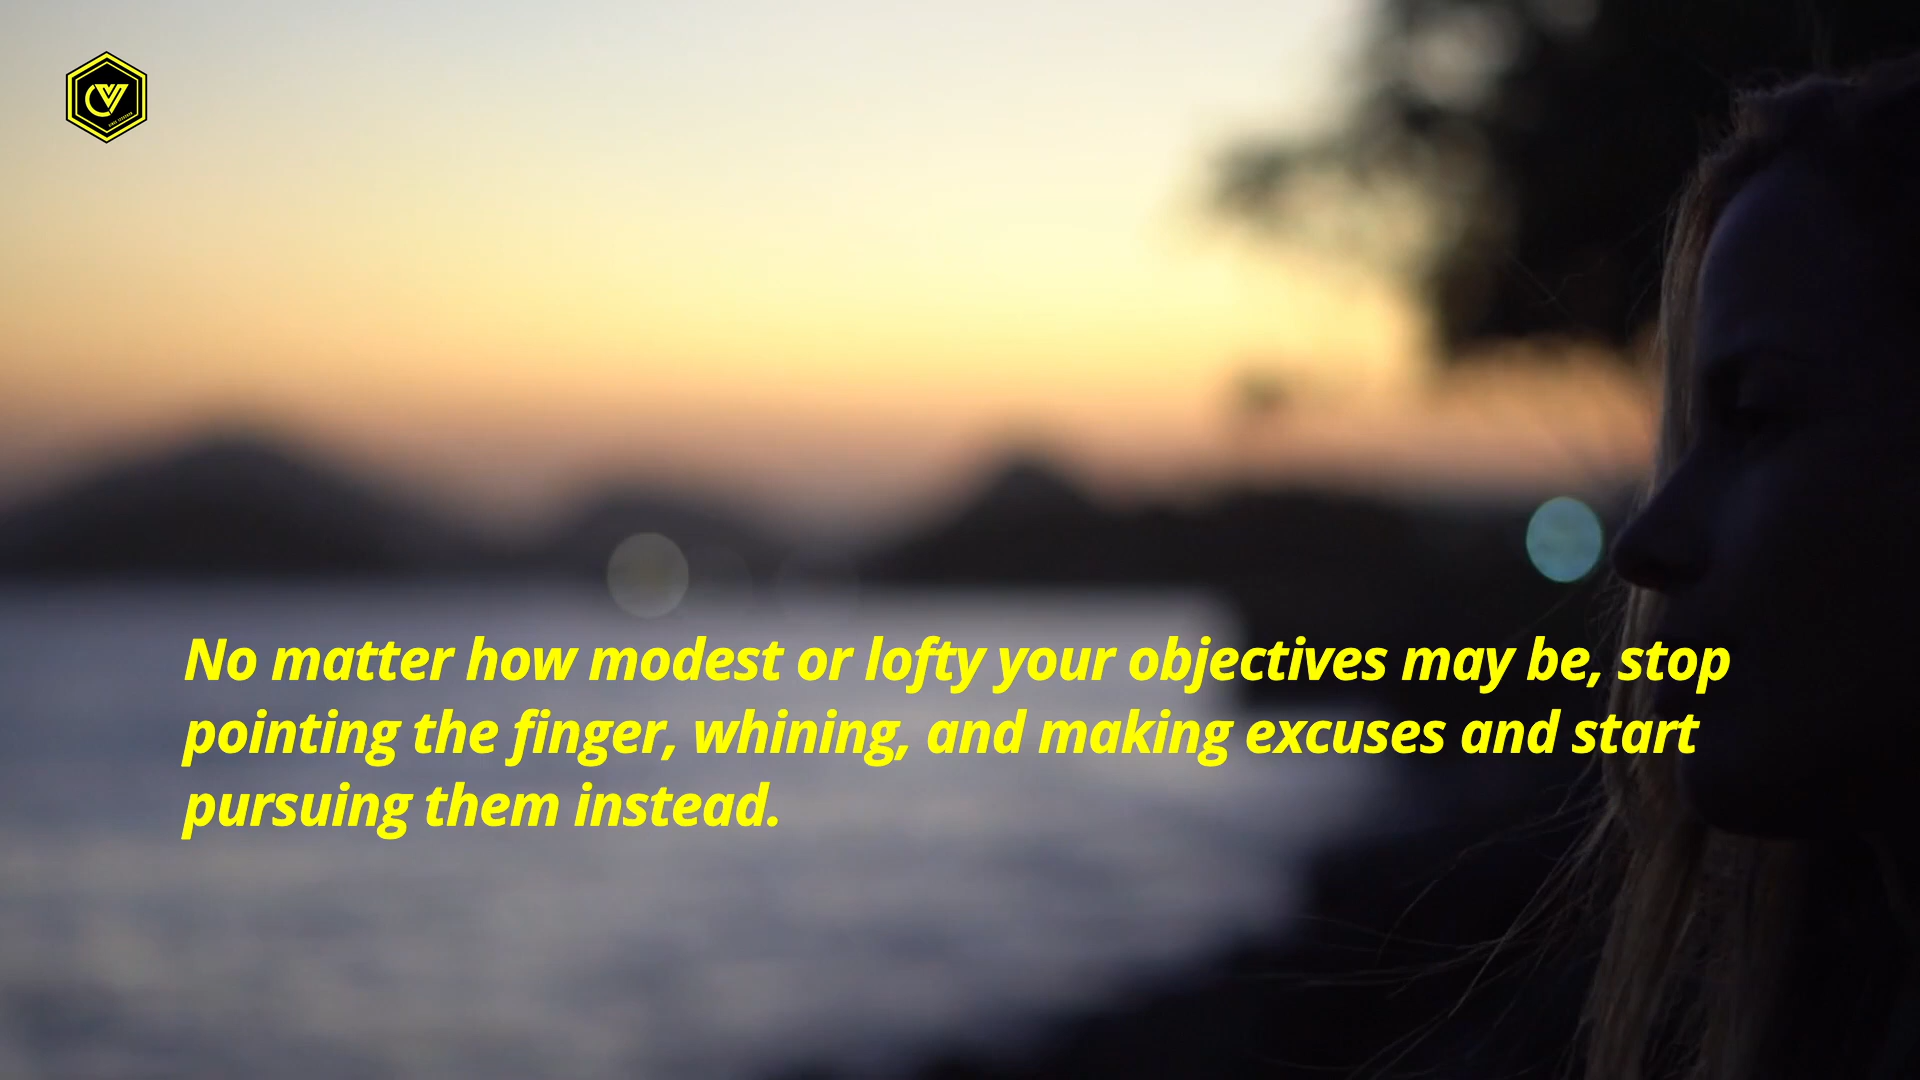 No matter how modest or lofty your objectives may be, stop
pointing the finger, whining, and making excuses and start
pursuing them instead.